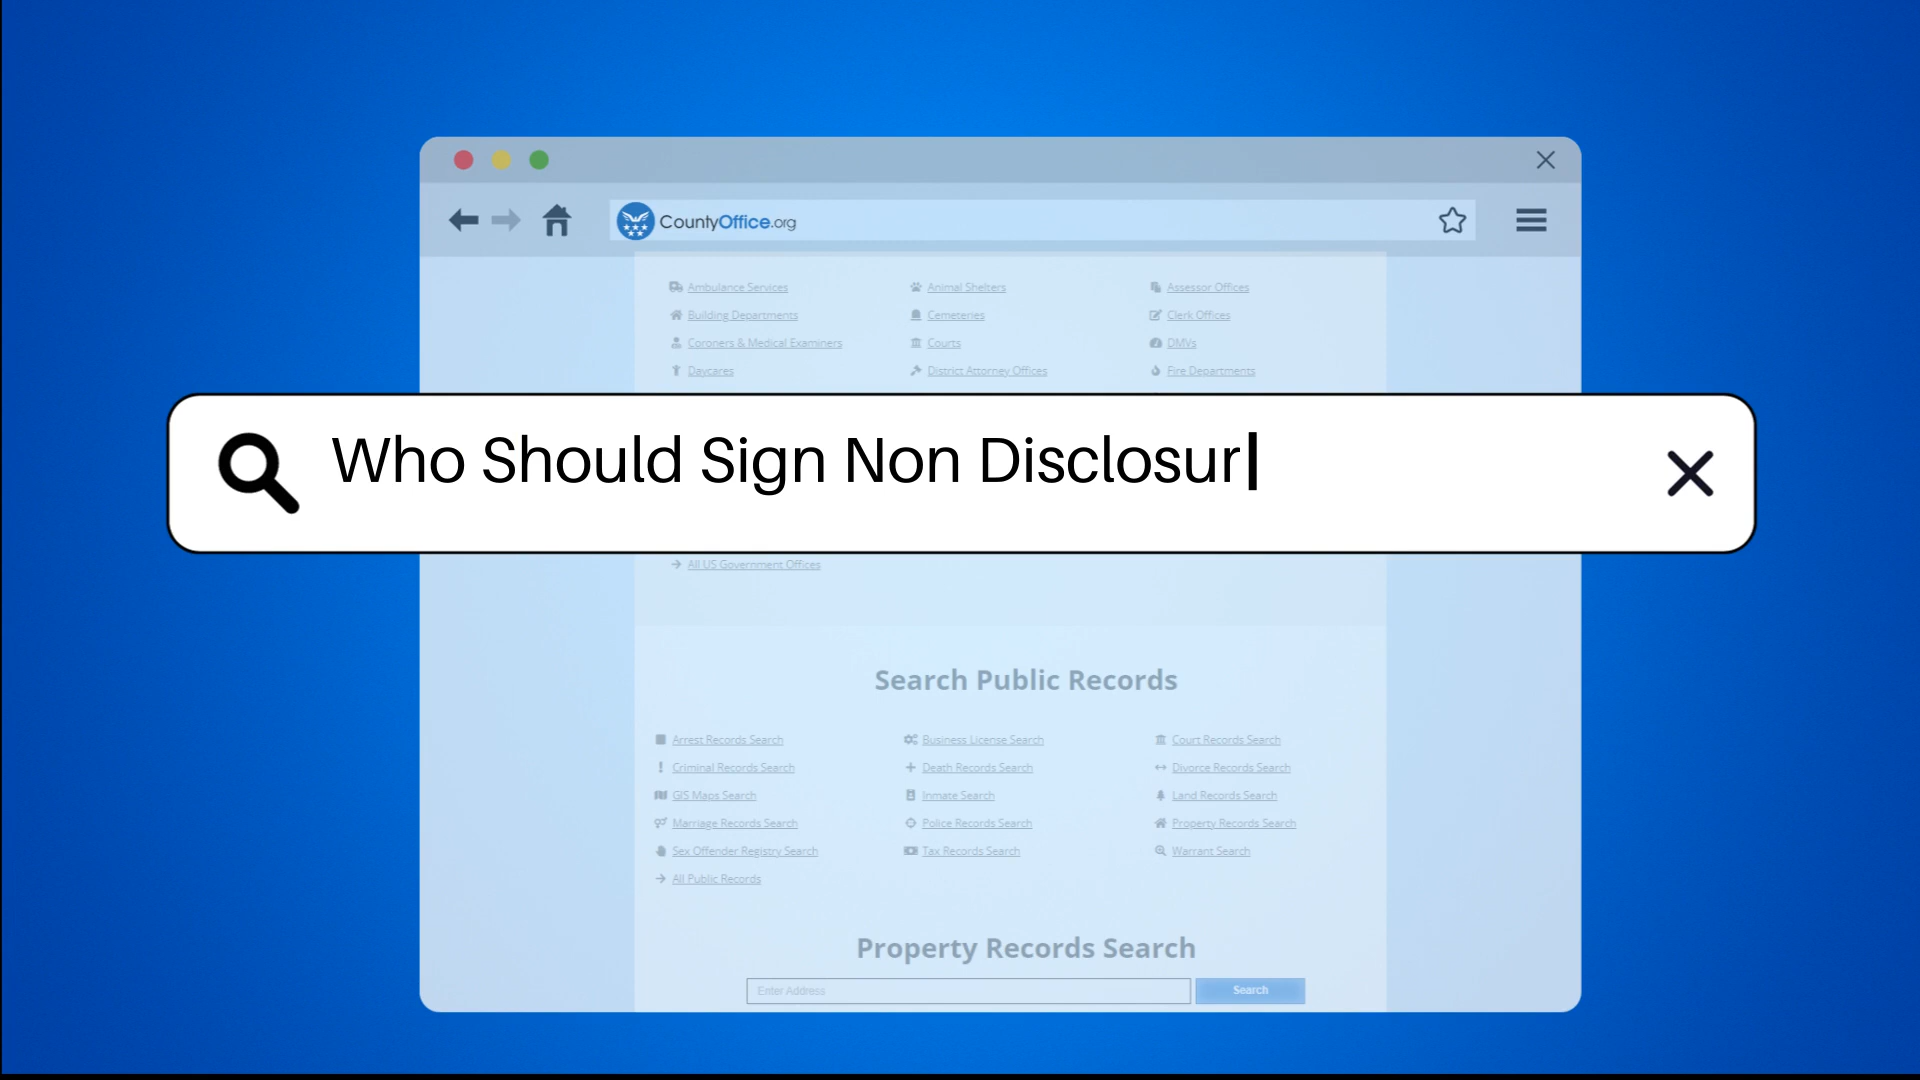 CountyOffice.org
Ambulance Services Animal Shelters Assessor Offices
Building Departments Cemeteries Clerk Offices
Coroners & Medical Examiners Courts DMVs
Daycares District Attorney Offices Fire Departments
Who Should Sign Non Disclosur
All US Government Offices
Search Public Records
Arrest Records Search Business License Search Court Records Search
Criminal Records Search Death Records Search Divorce Records Search
GIS Maps Search Inmate Search Land Records Search
Marriage Records Search Police Records Search Property Records Search
Sex Offender Registry Search Tax Records Search Warrant Search
All Public Records
Property Records Search
Enter Address Search